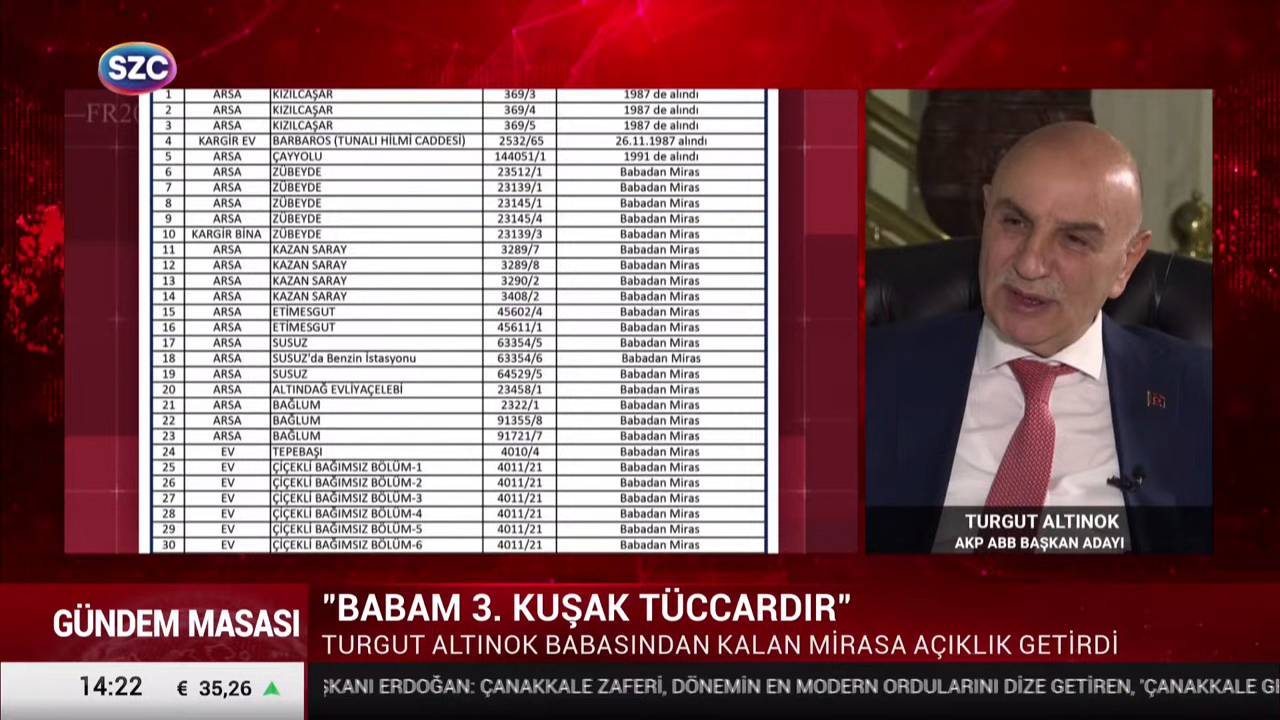 SZC
—FR20
1 ARSA KIZILCAŞAR 369/3 1987 de alındı
2 ARSA KIZILCAŞAR 369/4 1987 de alındı
3 ARSA KIZILCAŞAR 369/5 1987 de alındı
4 KARGİR EV BARBAROS (TUNALI HİLMİ CADDESİ) 2532/65 26.11.1987 alındı
5 ARSA ÇAYYOLU 144051/1 1991 de alındı
6 ARSA ZÜBEYDE 23512/1 Babadan Miras
7 ARSA ZÜBEYDE 23139/1 Babadan Miras
8 ARSA ZÜBEYDE 23145/1 Babadan Miras
9 ARSA ZÜBEYDE 23145/4 Babadan Miras
10 KARGİR BİNA ZÜBEYDE 23139/3 Babadan Miras
11 ARSA KAZAN SARAY 3289/7 Babadan Miras
12 ARSA KAZAN SARAY 3289/8 Babadan Miras
13 ARSA KAZAN SARAY 3290/2 Babadan Miras
14 ARSA KAZAN SARAY 3408/2 Babadan Miras
15 ARSA ETİMESGUT 45602/4 Babadan Miras
16 ARSA ETİMESGUT 45611/1 Babadan Miras
17 ARSA SUSUZ 63354/5 Babadan Miras
18 ARSA SUSUZ'da Benzin İstasyonu 63354/6 Babadan Miras
19 ARSA SUSUZ 64529/5 Babadan Miras
20 ARSA ALTINDAĞ EVLİYAÇELEBİ 23458/1 Babadan Miras
21 ARSA BAĞLUM 2322/1 Babadan Miras
22 ARSA BAĞLUM 91355/8 Babadan Miras
23 ARSA BAĞLUM 91721/7 Babadan Miras
24 EV TEPEBAŞI 4010/4 Babadan Miras
25 EV ÇİÇEKLİ BAĞIMSIZ BÖLÜM-1 4011/21 Babadan Miras
26 EV ÇİÇEKLİ BAĞIMSIZ BÖLÜM-2 4011/21 Babadan Miras
27 EV ÇİÇEKLİ BAĞIMSIZ BÖLÜM-3 4011/21 Babadan Miras
28 EV ÇİÇEKLİ BAĞIMSIZ BÖLÜM-4 4011/21 Babadan Miras
29 EV ÇİÇEKLİ BAĞIMSIZ BÖLÜM-5 4011/21 Babadan Miras
30 EV ÇİÇEKLİ BAĞIMSIZ BÖLÜM-6 4011/21 Babadan Miras
TURGUT ALTINOK
AKP ABB BAŞKAN ADAYI
GÜNDEM MASASI
"BABAM 3. KUŞAK TÜCCARDIR"
TURGUT ALTINOK BABASINDAN KALAN MİRASA AÇIKLIK GETİRDİ
14:22 € 35,26
ŞKANI ERDOĞAN: ÇANAKKALE ZAFERİ, DÖNEMİN EN MODERN ORDULARINI DİZE GETİREN, "ÇANAKKALE GE